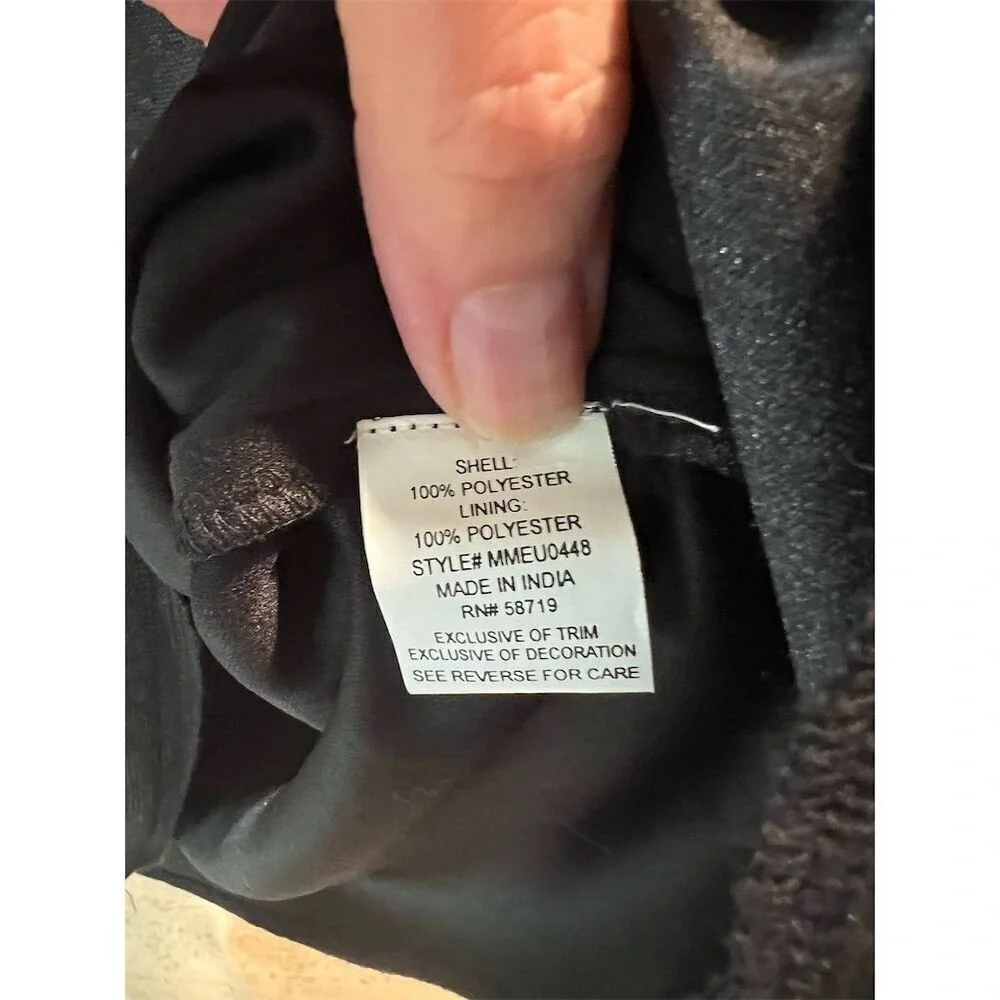 SHELL:
100% POLYESTER
LINING:
100% POLYESTER
STYLE# MMEU0448
MADE IN INDIA
RN# 58719
EXCLUSIVE OF TRIM
EXCLUSIVE OF DECORATION
SEE REVERSE FOR CARE